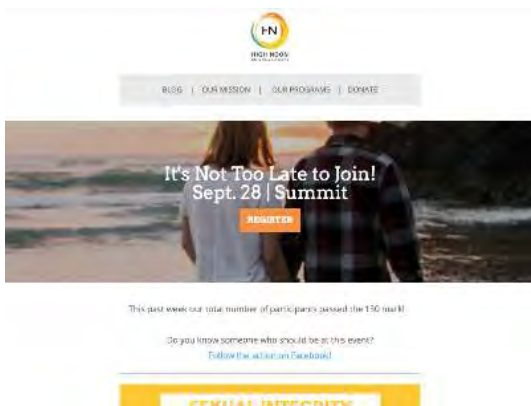 HN
HIGH NOON
BLOG | OUR MISSION | OUR PROGRAMS | DONATE
It's Not Too Late to Join!
Sept. 28 | Summit
REGISTER
This past week our total number of participants passed the 150 mark!
Do you know someone who should be at this event?
Follow the action on Facebook!
SEXUAL INTEGRITY